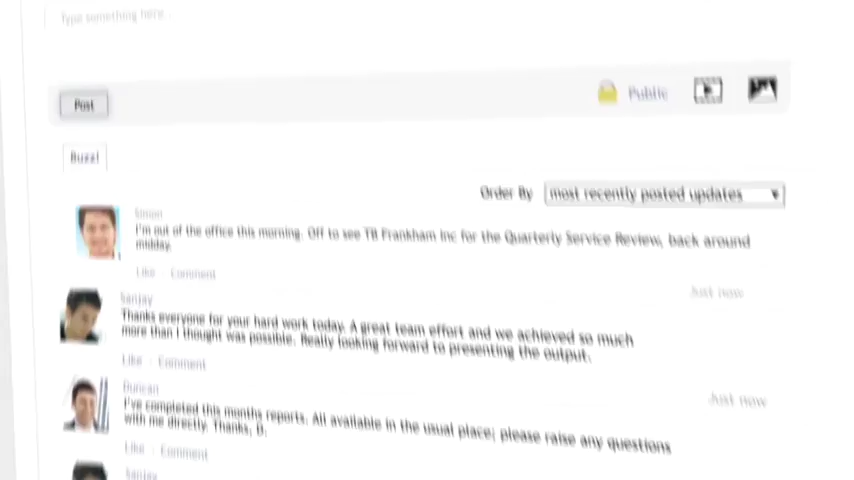 Type something here...
Post
Public
Buzz!
Order By most recently posted updates
Simon
I'm out of the office this morning. Off to see TB Frankham Inc for the Quarterly Service Review, back around
midday.
Like - Comment
Just now
Sanjay
Thanks everyone for your hard work today. A great team effort and we achieved so much
more than I thought was possible. Really looking forward to presenting the output.
Like - Comment
Just now
Duncan
I've completed this months reports. All available in the usual place; please raise any questions
with me directly. Thanks, D.
Like - Comment
Sanjay